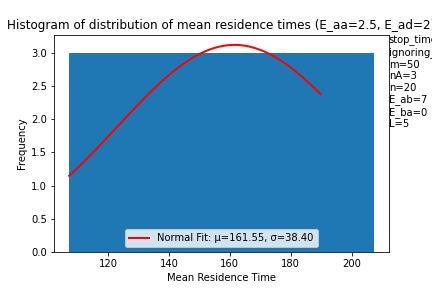 Histogram of distribution of mean residence times (E_aa=2.5, E_ad=2
stop_time
ignoring_
m=50
nA=3
n=20
E_ab=7
E_ba=0
L=5
3.0
2.5
2.0
1.5
1.0
0.5
0.0
Frequency
Normal Fit: μ=161.55, σ=38.40
120 140 160 180 200
Mean Residence Time